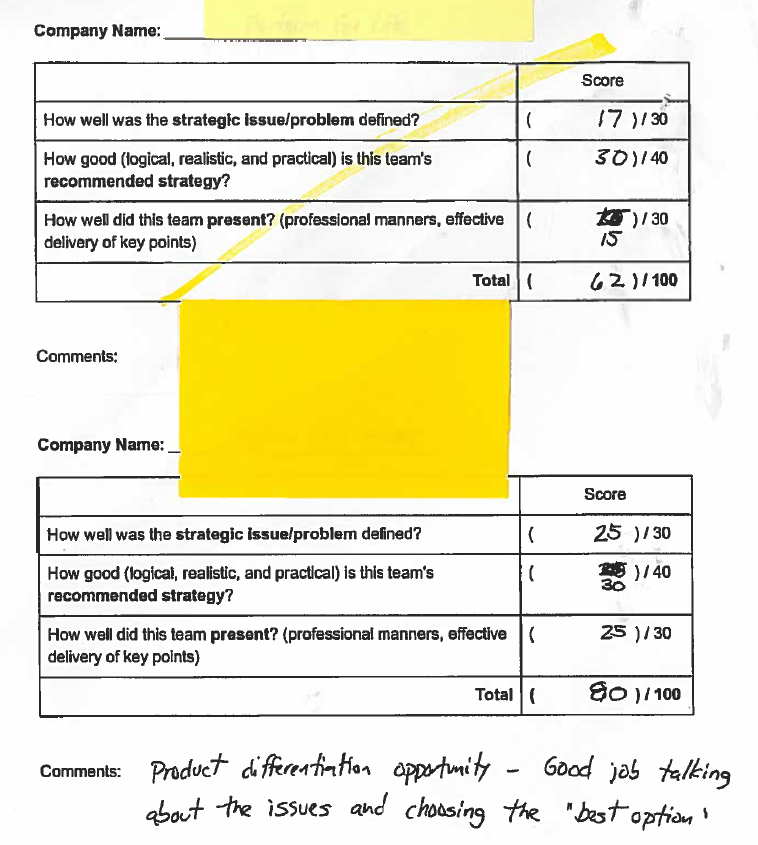 Company Name:
Score
How well was the strategic issue/problem defined? ( 17 ) / 30
How good (logical, realistic, and practical) is this team's ( 30 ) / 40
recommended strategy?
How well did this team present? (professional manners, effective ( ) / 30
delivery of key points) 15
Total ( 62 ) / 100
Comments:
Company Name:
Score
How well was the strategic issue/problem defined? ( 25 ) / 30
How good (logical, realistic, and practical) is this team's ( ) / 40
recommended strategy? 30
How well did this team present? (professional manners, effective ( 25 ) / 30
delivery of key points)
Total ( 80 ) / 100
Comments: Product differentiation opportunity – Good job talking
about the issues and choosing the "best option'